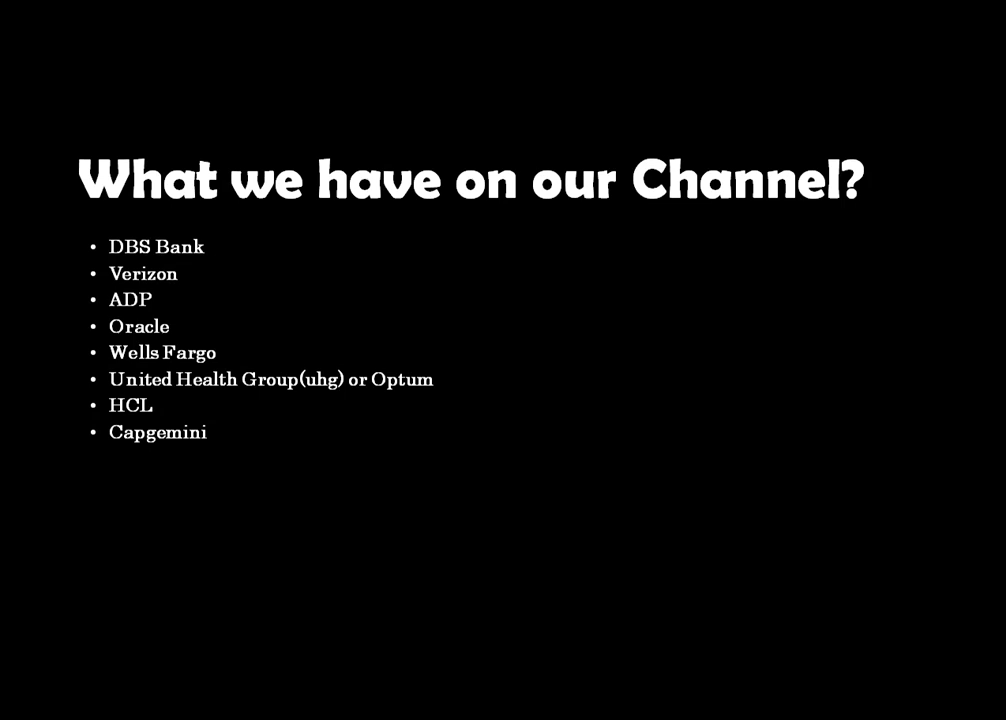 What we have on our Channel?
• DBS Bank
• Verizon
• ADP
• Oracle
• Wells Fargo
• United Health Group(uhg) or Optum
• HCL
• Capgemini